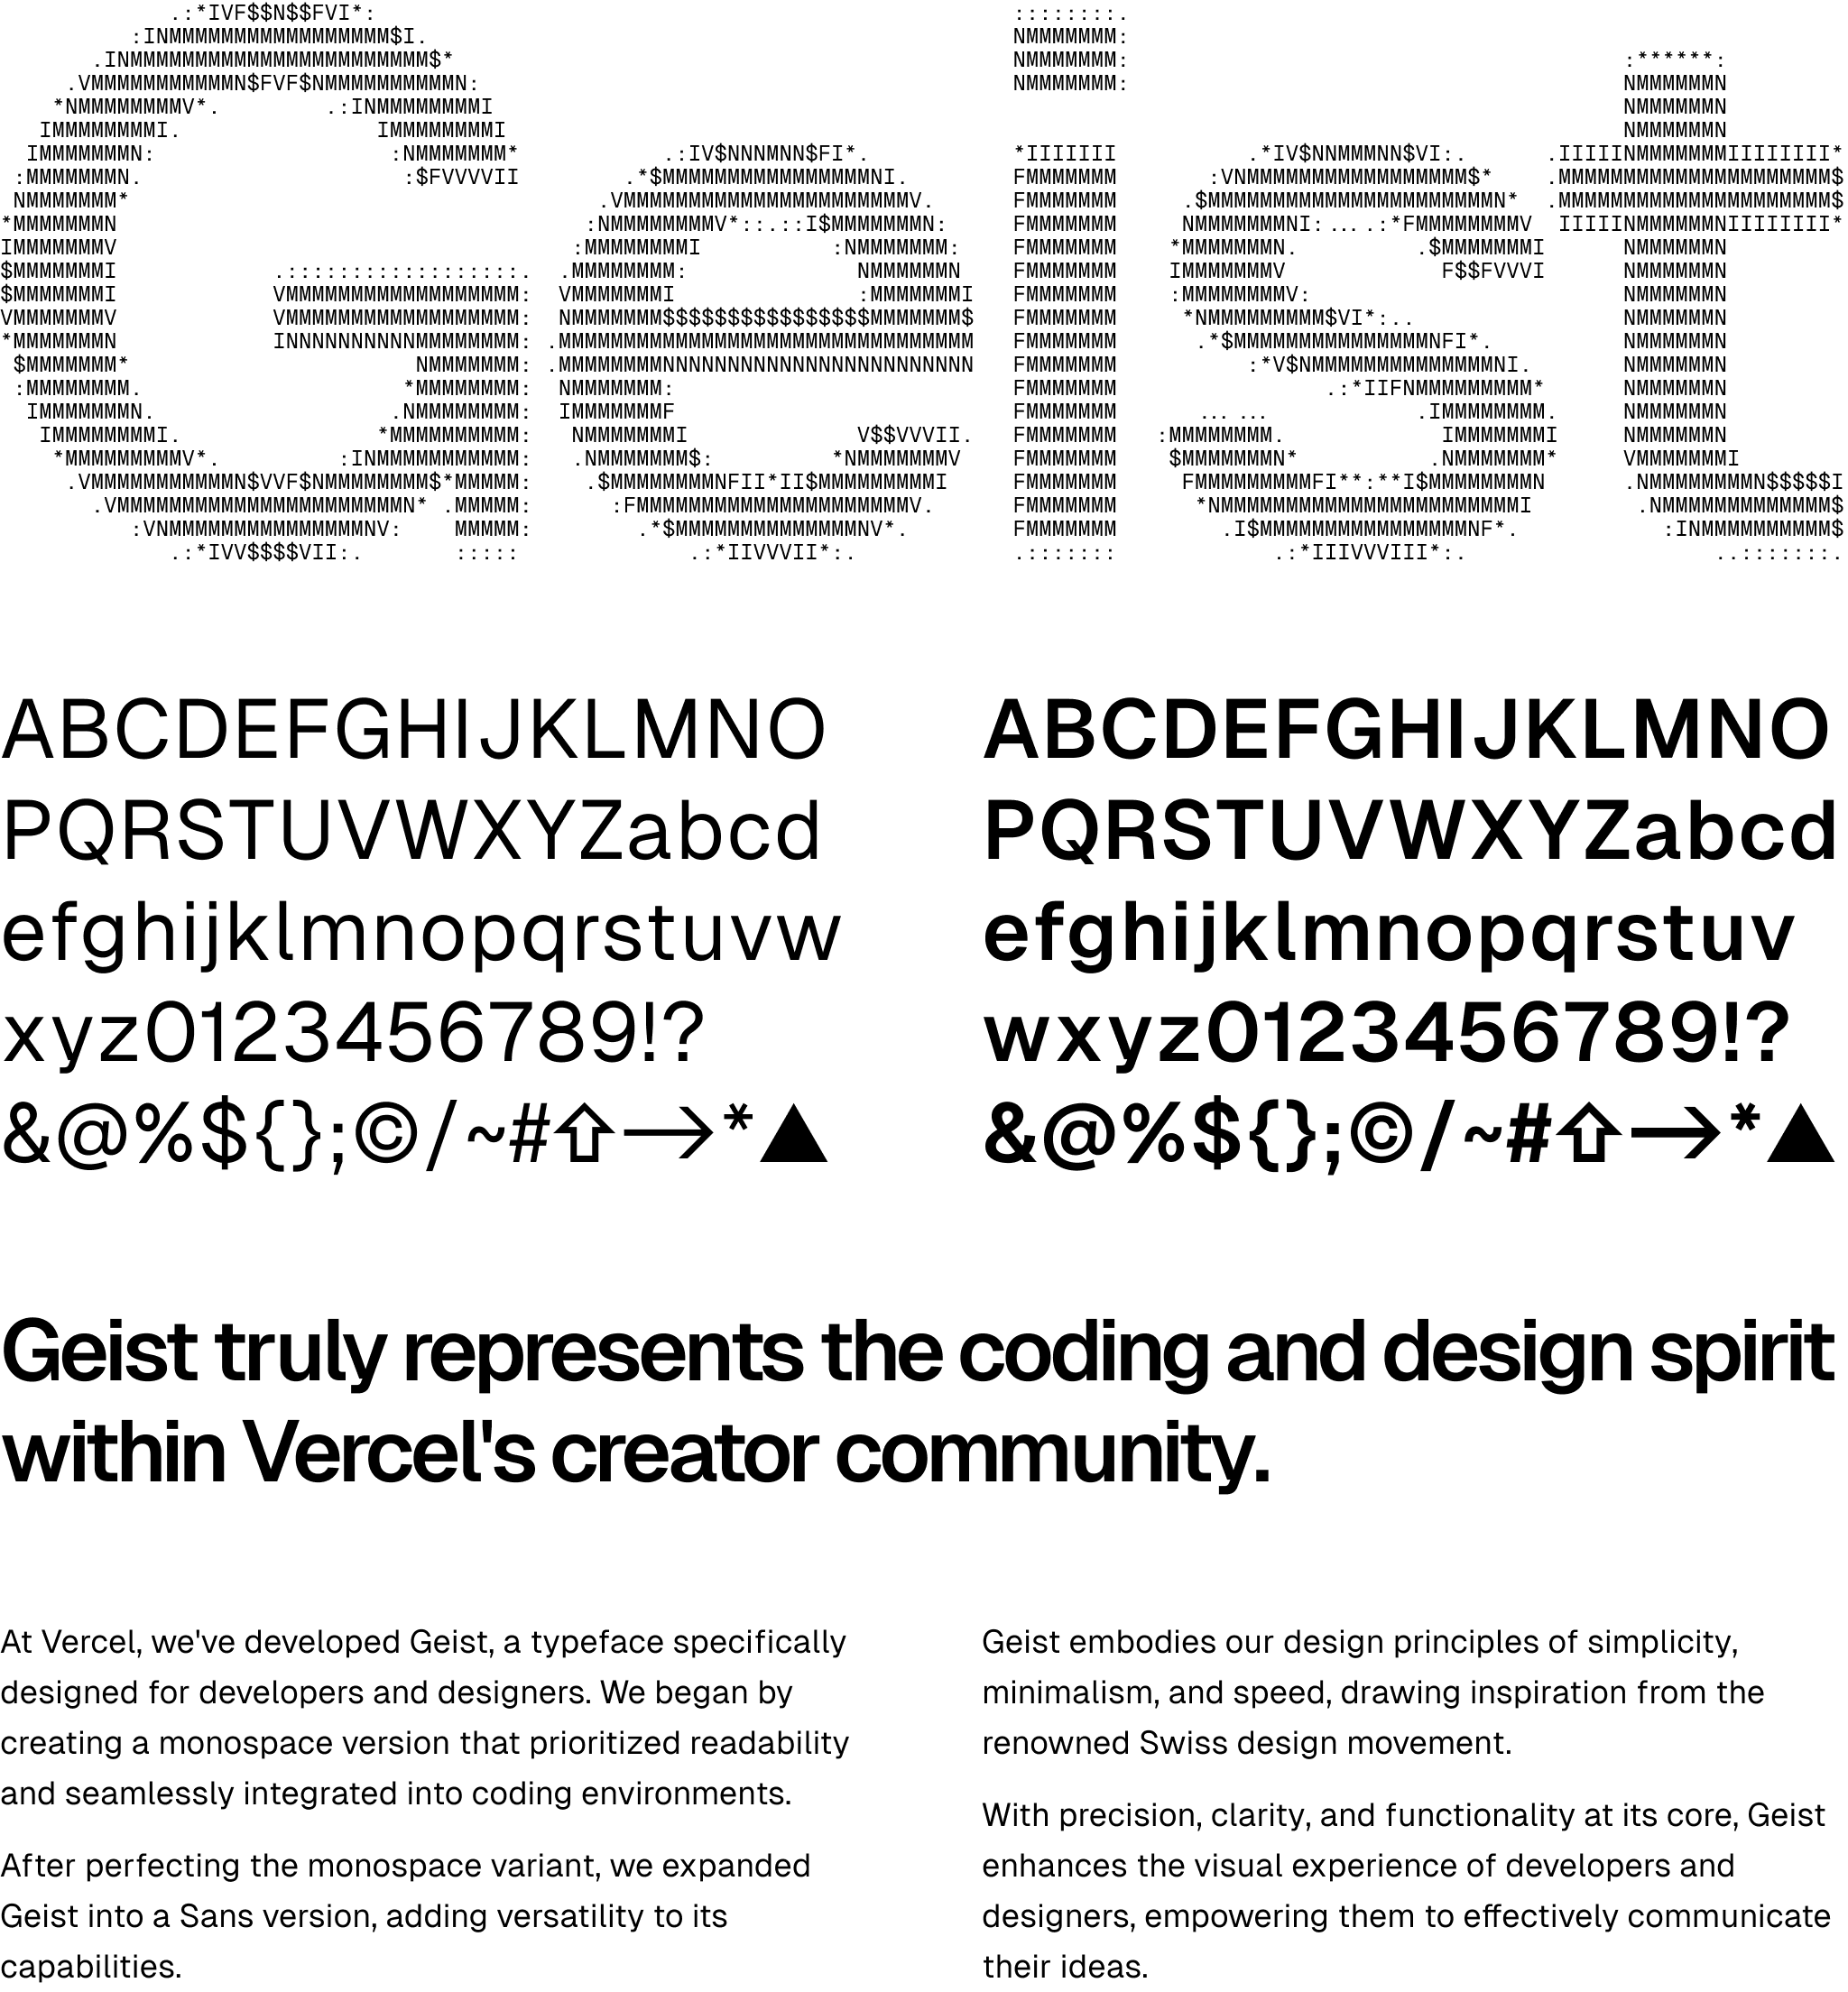 Geist
ABCDEFGHIJKLMNO
PQRSTUVWXYZabcd
efghijklmnopqrstuvw
xyz0123456789!?
&@%${};©/~#⇧→*▲
ABCDEFGHIJKLMNO
PQRSTUVWXYZabcd
efghijklmnopqrstuv
wxyz0123456789!?
&@%${};©/~#⇧→*▲
Geist truly represents the coding and design spirit
within Vercel's creator community.
At Vercel, we've developed Geist, a typeface specifically
designed for developers and designers. We began by
creating a monospace version that prioritized readability
and seamlessly integrated into coding environments.
After perfecting the monospace variant, we expanded
Geist into a Sans version, adding versatility to its
capabilities.
Geist embodies our design principles of simplicity,
minimalism, and speed, drawing inspiration from the
renowned Swiss design movement.
With precision, clarity, and functionality at its core, Geist
enhances the visual experience of developers and
designers, empowering them to effectively communicate
their ideas.